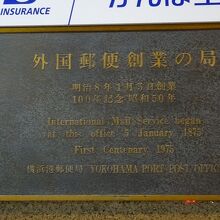 INSURANCE
外国郵便創業の局
明治8年1月5日創業
100年記念 昭和50年
International Mail Service began
at this office 5 January 1875
First Centenary 1975
横浜港郵便局 YOKOHAMA PORT POST OFFICE